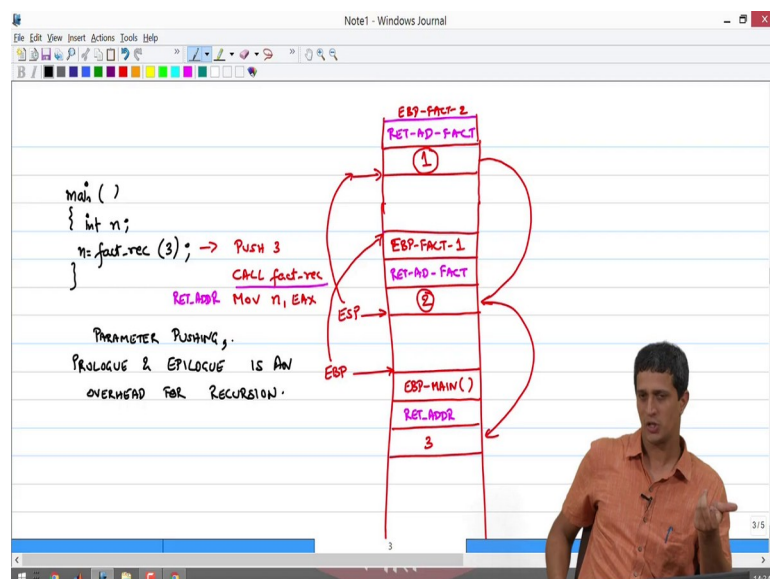 Note1 - Windows Journal
File Edit View Insert Actions Tools Help
B I
main ( )
{ int n;
n= fact_rec (3); → PUSH 3
}
CALL fact_rec
RET_ADDR MOV n, EAX
PARAMETER PUSHING,
PROLOGUE & EPILOGUE IS AN
OVERHEAD FOR RECURSION.
EBP-FACT-2
RET-AD-FACT
1
EBP-FACT-1
RET-AD-FACT
2
ESP
EBP
EBP-MAIN()
RET_ADDR
3
3/5
3